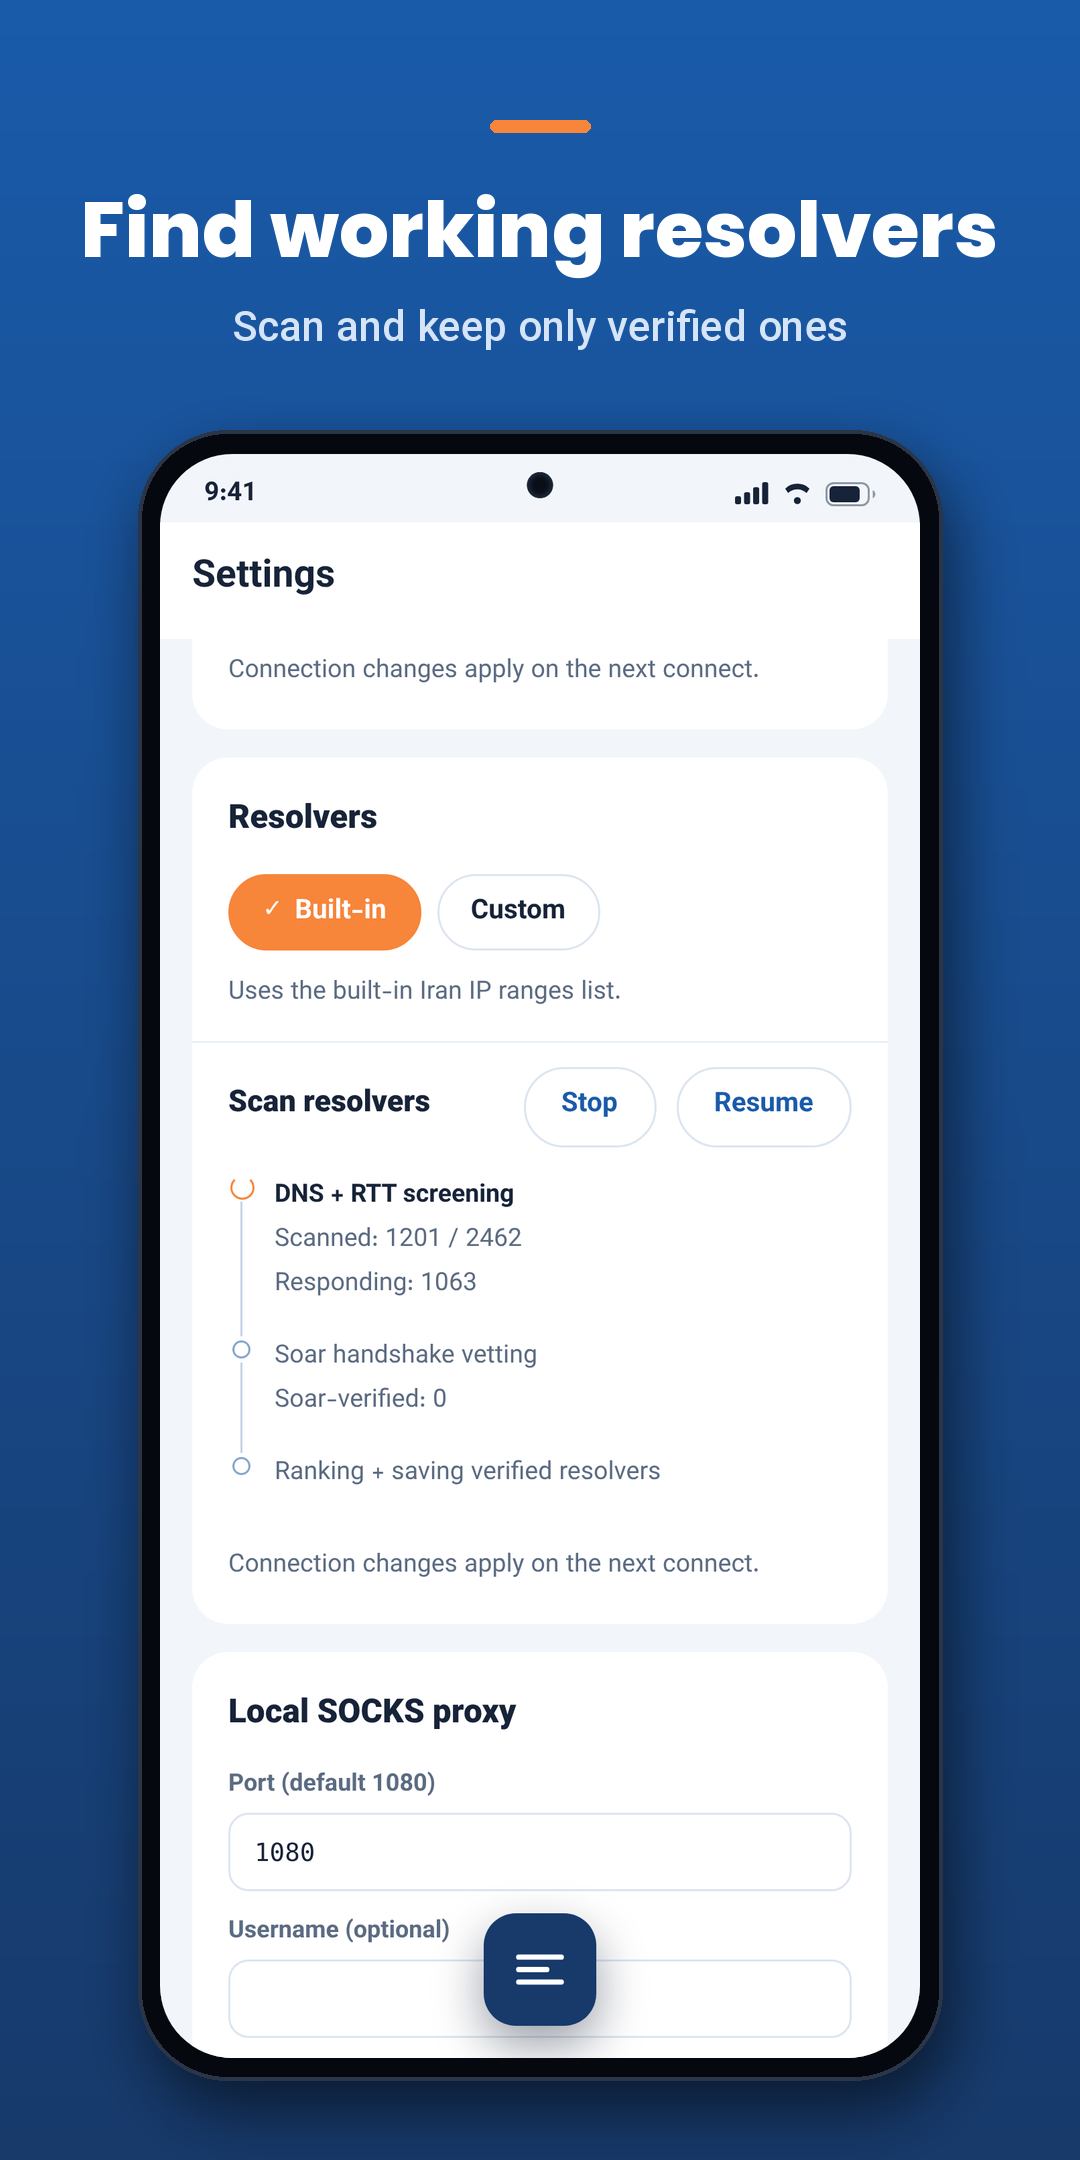 Find working resolvers
Scan and keep only verified ones
9:41
Settings
Connection changes apply on the next connect.
Resolvers
✓ Built-in
Custom
Uses the built-in Iran IP ranges list.
Scan resolvers
Stop
Resume
DNS + RTT screening
Scanned: 1201 / 2462
Responding: 1063
Soar handshake vetting
Soar-verified: 0
Ranking + saving verified resolvers
Connection changes apply on the next connect.
Local SOCKS proxy
Port (default 1080)
1080
Username (optional)